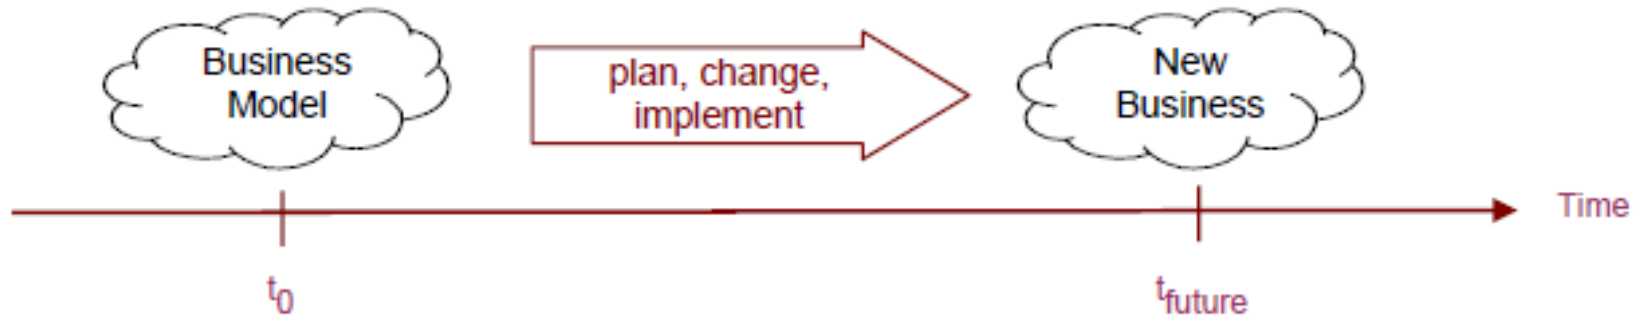 Business
Model
plan, change,
implement
New
Business
Time
t0
tfuture